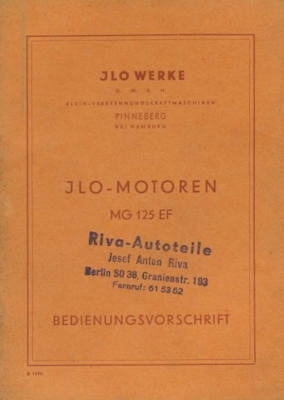 JLO WERKE
G. M. B. H.
KLEIN-VERBRENNUNGSKRAFTMASCHINEN
PINNEBERG
BEI HAMBURG
JLO-MOTOREN
MG 125 EF
Riva-Autoteile
Josef Anton Riva
Berlin SO 36, Oranienstr. 183
Fernruf: 61 53 62
BEDIENUNGSVORSCHRIFT